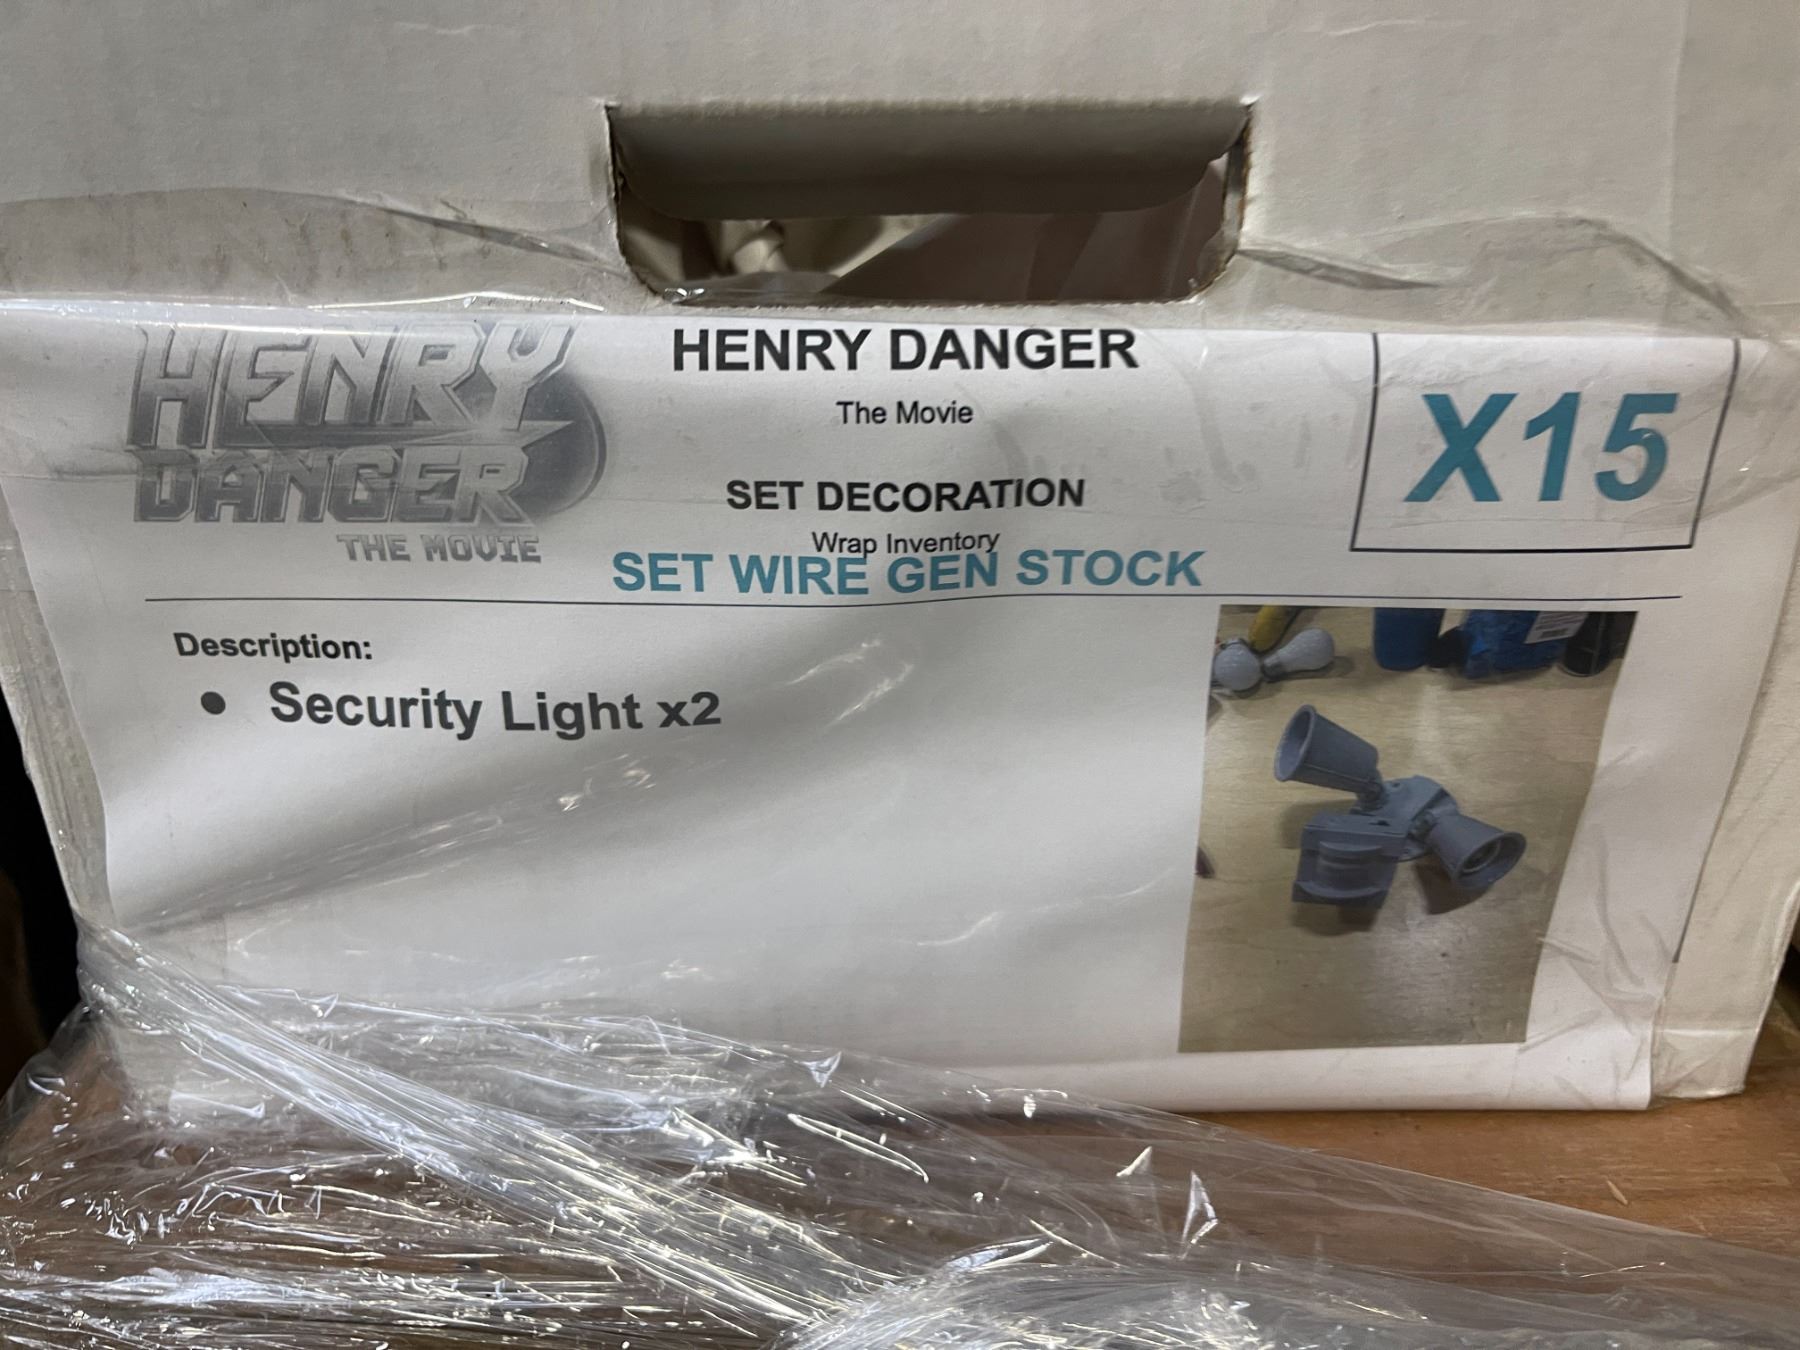 HENRY
DANGER
THE MOVIE
HENRY DANGER
The Movie
SET DECORATION
Wrap Inventory
SET WIRE GEN STOCK
X15
Description:
• Security Light x2